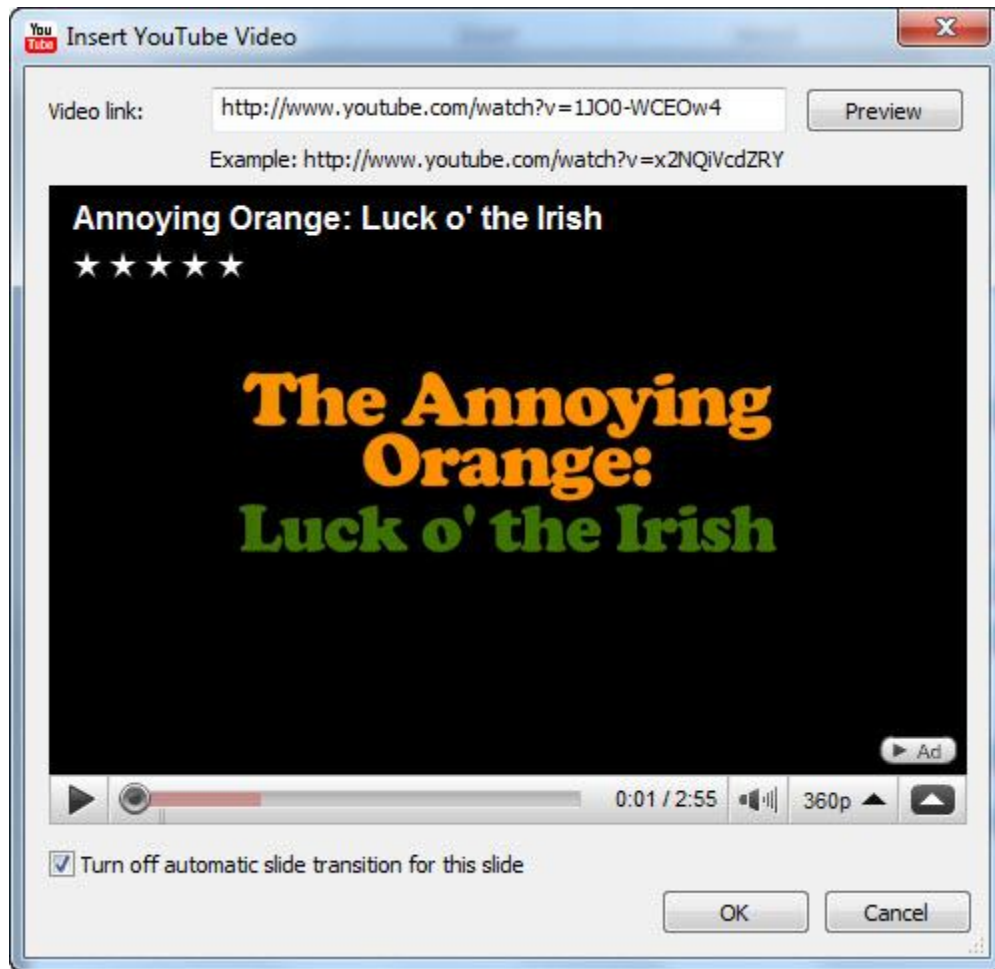 You
Tube
Insert YouTube Video
Video link:
http://www.youtube.com/watch?v=1JO0-WCEOw4
Preview
Example: http://www.youtube.com/watch?v=x2NQiVcdZRY
Annoying Orange: Luck o' the Irish
The Annoying
Orange:
Luck o' the Irish
Ad
0:01 / 2:55
360p
Turn off automatic slide transition for this slide
OK
Cancel